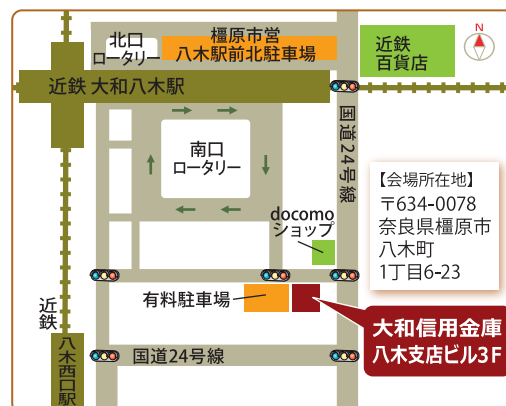 北口
ロータリー
橿原市営
八木駅前北駐車場
近鉄
百貨店
N
近鉄 大和八木駅
国道24号線
南口
ロータリー
docomo
ショップ
【会場所在地】
〒634-0078
奈良県橿原市
八木町
1丁目6-23
有料駐車場
大和信用金庫
八木支店ビル3F
近鉄
八木西口駅
国道24号線